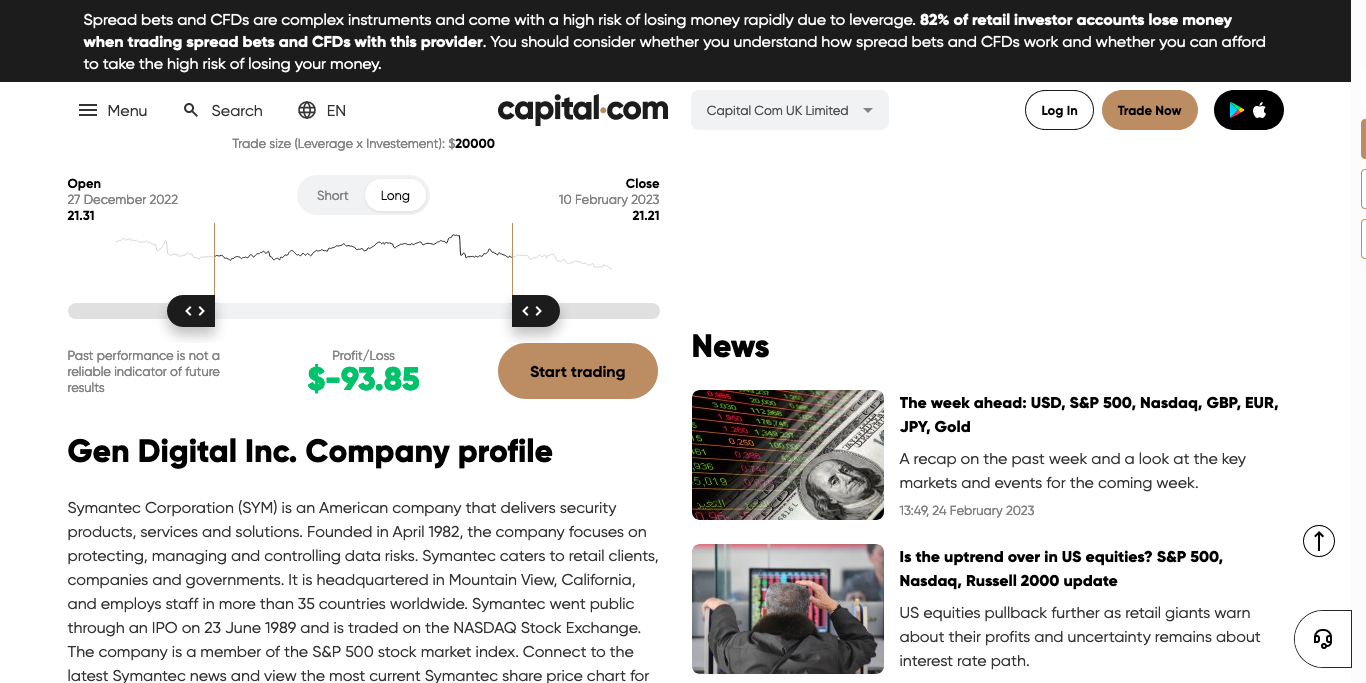 Spread bets and CFDs are complex instruments and come with a high risk of losing money rapidly due to leverage. 82% of retail investor accounts lose money
when trading spread bets and CFDs with this provider. You should consider whether you understand how spread bets and CFDs work and whether you can afford
to take the high risk of losing your money.
Menu
Search
EN
capital.com
Capital Com UK Limited
Log In
Trade Now
Trade size (Leverage x Investement): $20000
Open
27 December 2022
21.31
Short
Long
Close
10 February 2023
21.21
Past performance is not a
reliable indicator of future
results
Profit/Loss
$-93.85
Start trading
Gen Digital Inc. Company profile
Symantec Corporation (SYM) is an American company that delivers security
products, services and solutions. Founded in April 1982, the company focuses on
protecting, managing and controlling data risks. Symantec caters to retail clients,
companies and governments. It is headquartered in Mountain View, California,
and employs staff in more than 35 countries worldwide. Symantec went public
through an IPO on 23 June 1989 and is traded on the NASDAQ Stock Exchange.
The company is a member of the S&P 500 stock market index. Connect to the
latest Symantec news and view the most current Symantec share price chart for
News
The week ahead: USD, S&P 500, Nasdaq, GBP, EUR,
JPY, Gold
A recap on the past week and a look at the key
markets and events for the coming week.
13:49, 24 February 2023
Is the uptrend over in US equities? S&P 500,
Nasdaq, Russell 2000 update
US equities pullback further as retail giants warn
about their profits and uncertainty remains about
interest rate path.